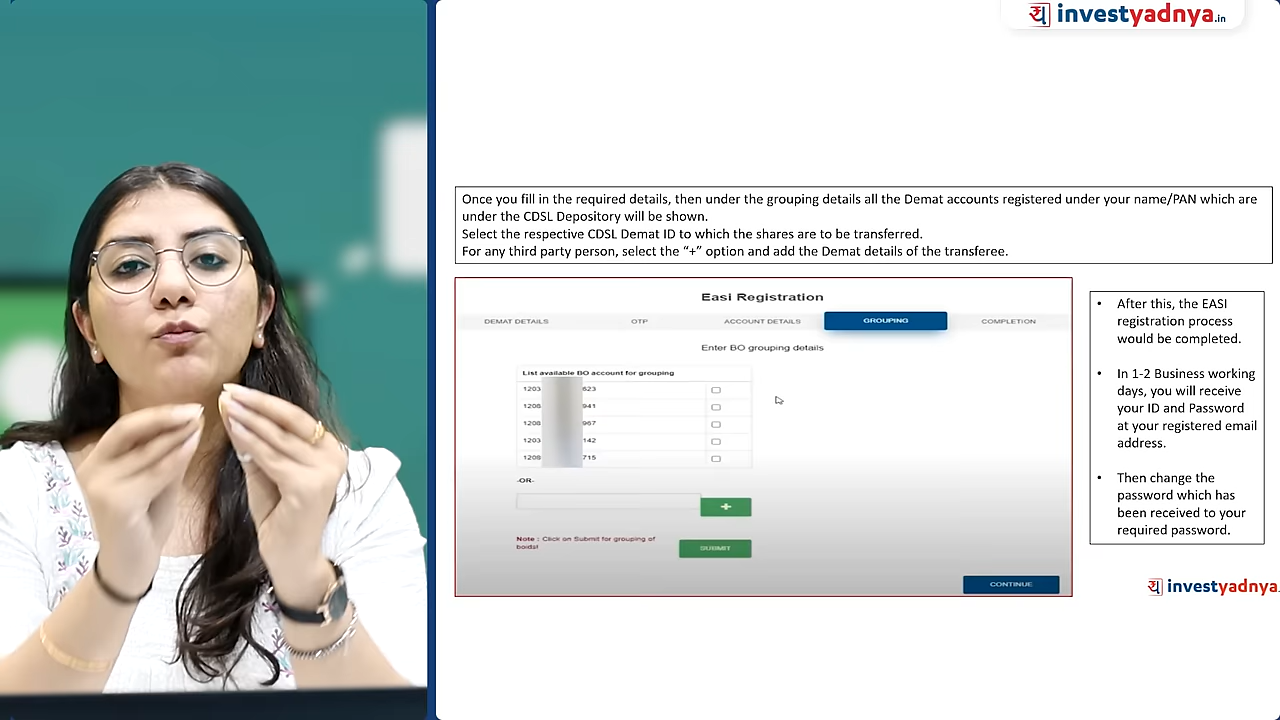 investyadnya.in
Once you fill in the required details, then under the grouping details all the Demat accounts registered under your name/PAN which are
under the CDSL Depository will be shown.
Select the respective CDSL Demat ID to which the shares are to be transferred.
For any third party person, select the “+” option and add the Demat details of the transferee.
Easi Registration
DEMAT DETAILS OTP ACCOUNT DETAILS GROUPING COMPLETION
Enter BO grouping details
List available BO account for grouping
1203 623
1208 941
1208 967
1203 142
1208 715
-OR-
+
Note : Click on Submit for grouping of
boids!
SUBMIT
CONTINUE
• After this, the EASI
registration process
would be completed.
• In 1-2 Business working
days, you will receive
your ID and Password
at your registered email
address.
• Then change the
password which has
been received to your
required password.
investyadnya.